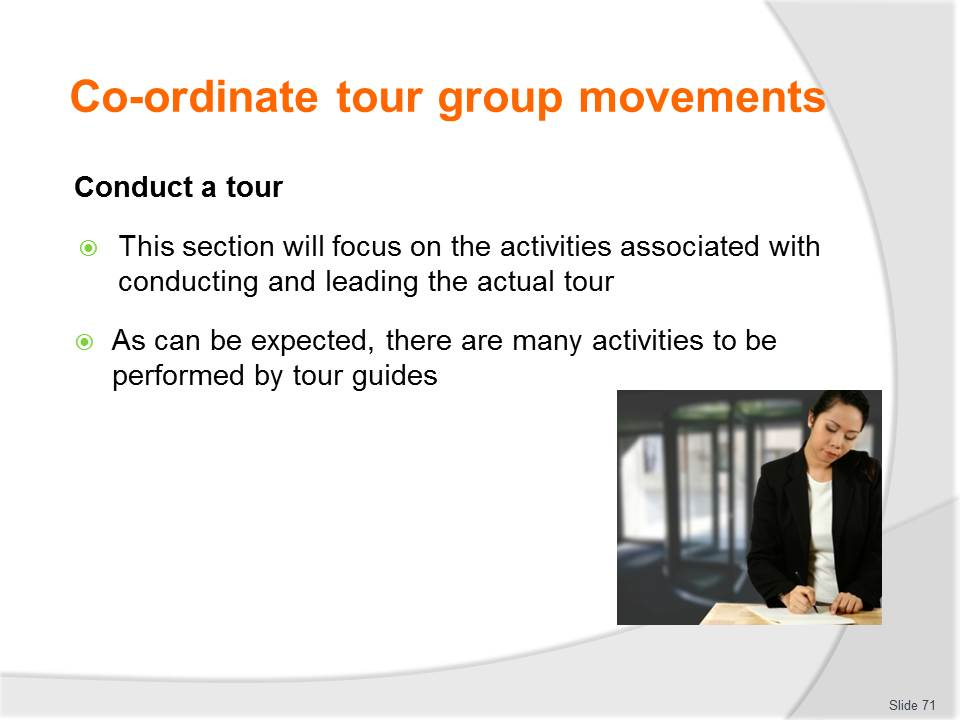 Co-ordinate tour group movements
Conduct a tour
This section will focus on the activities associated with
conducting and leading the actual tour
As can be expected, there are many activities to be
performed by tour guides
Slide 71